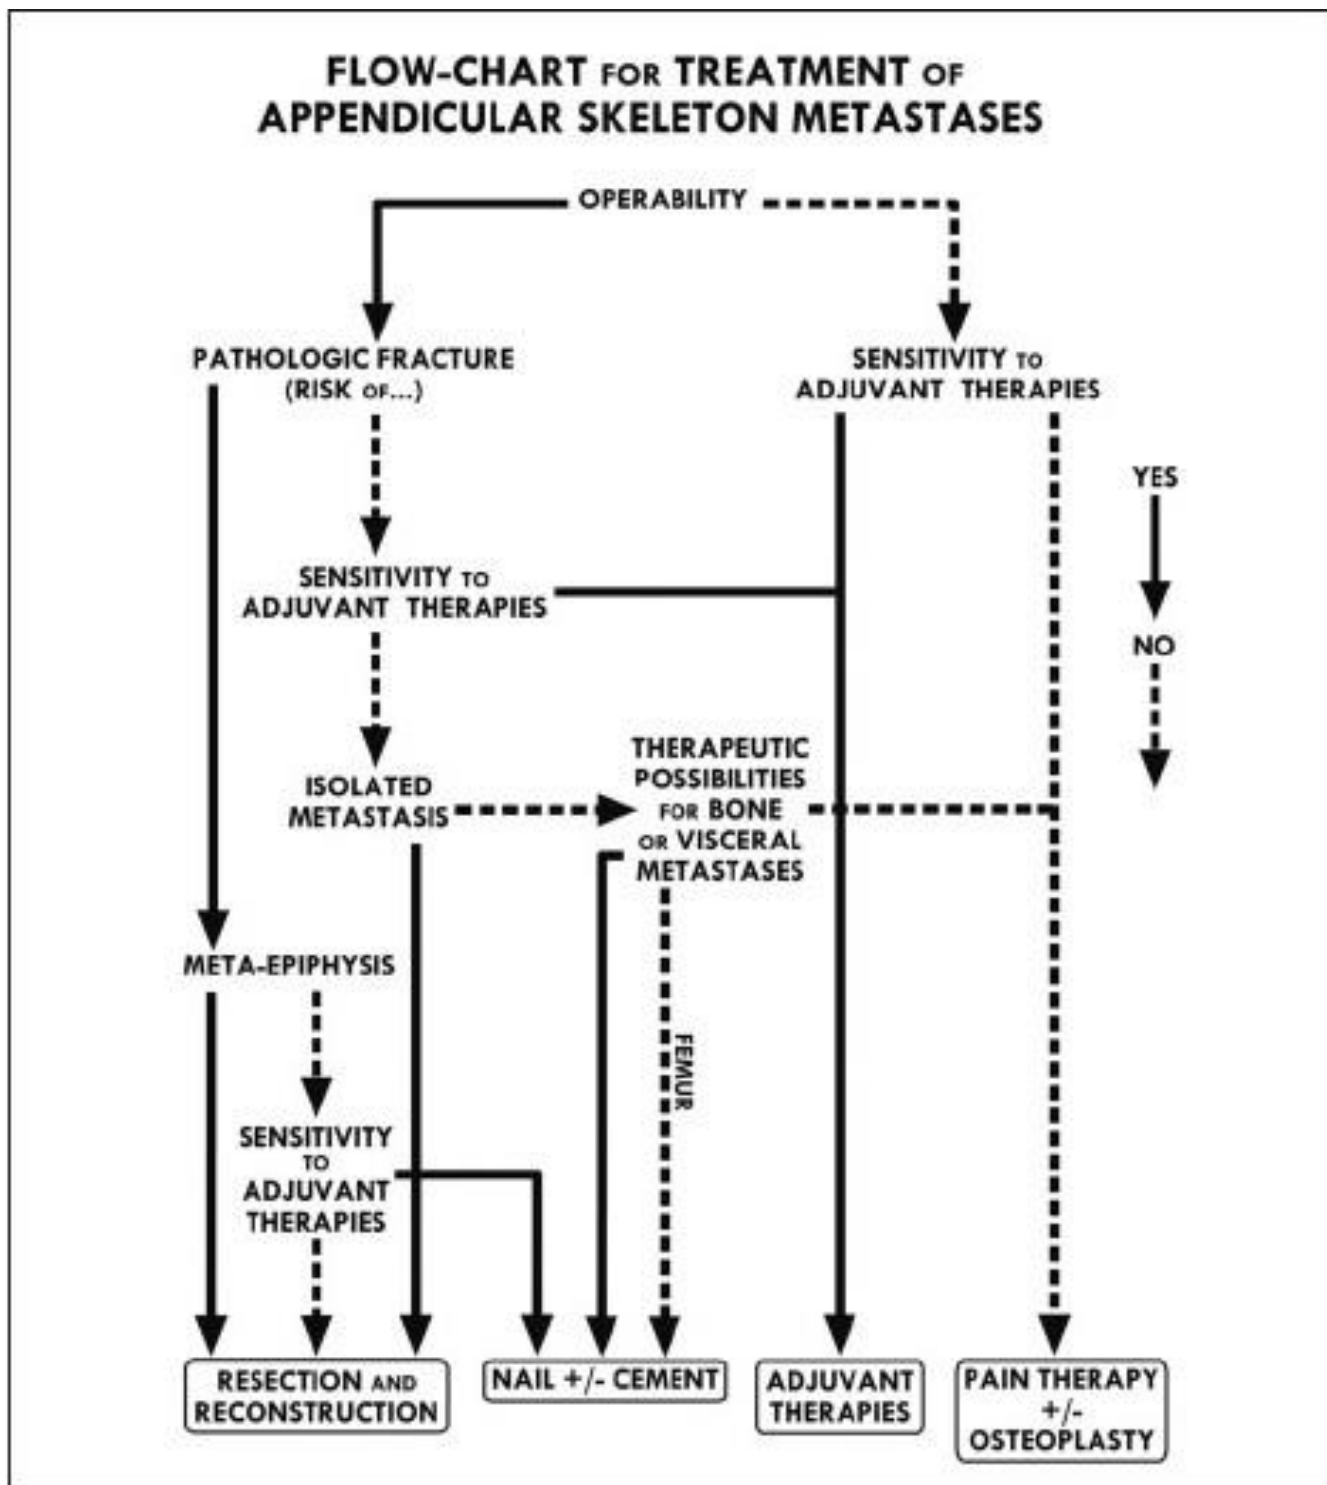 FLOW-CHART FOR TREATMENT OF
APPENDICULAR SKELETON METASTASES
OPERABILITY
PATHOLOGIC FRACTURE
(RISK OF...)
SENSITIVITY TO
ADJUVANT THERAPIES
YES
NO
SENSITIVITY TO
ADJUVANT THERAPIES
ISOLATED
METASTASIS
THERAPEUTIC
POSSIBILITIES
FOR BONE
OR VISCERAL
METASTASES
META-EPIPHYSIS
FEMUR
SENSITIVITY
TO
ADJUVANT
THERAPIES
RESECTION AND
RECONSTRUCTION
NAIL +/- CEMENT
ADJUVANT
THERAPIES
PAIN THERAPY
+/-
OSTEOPLASTY